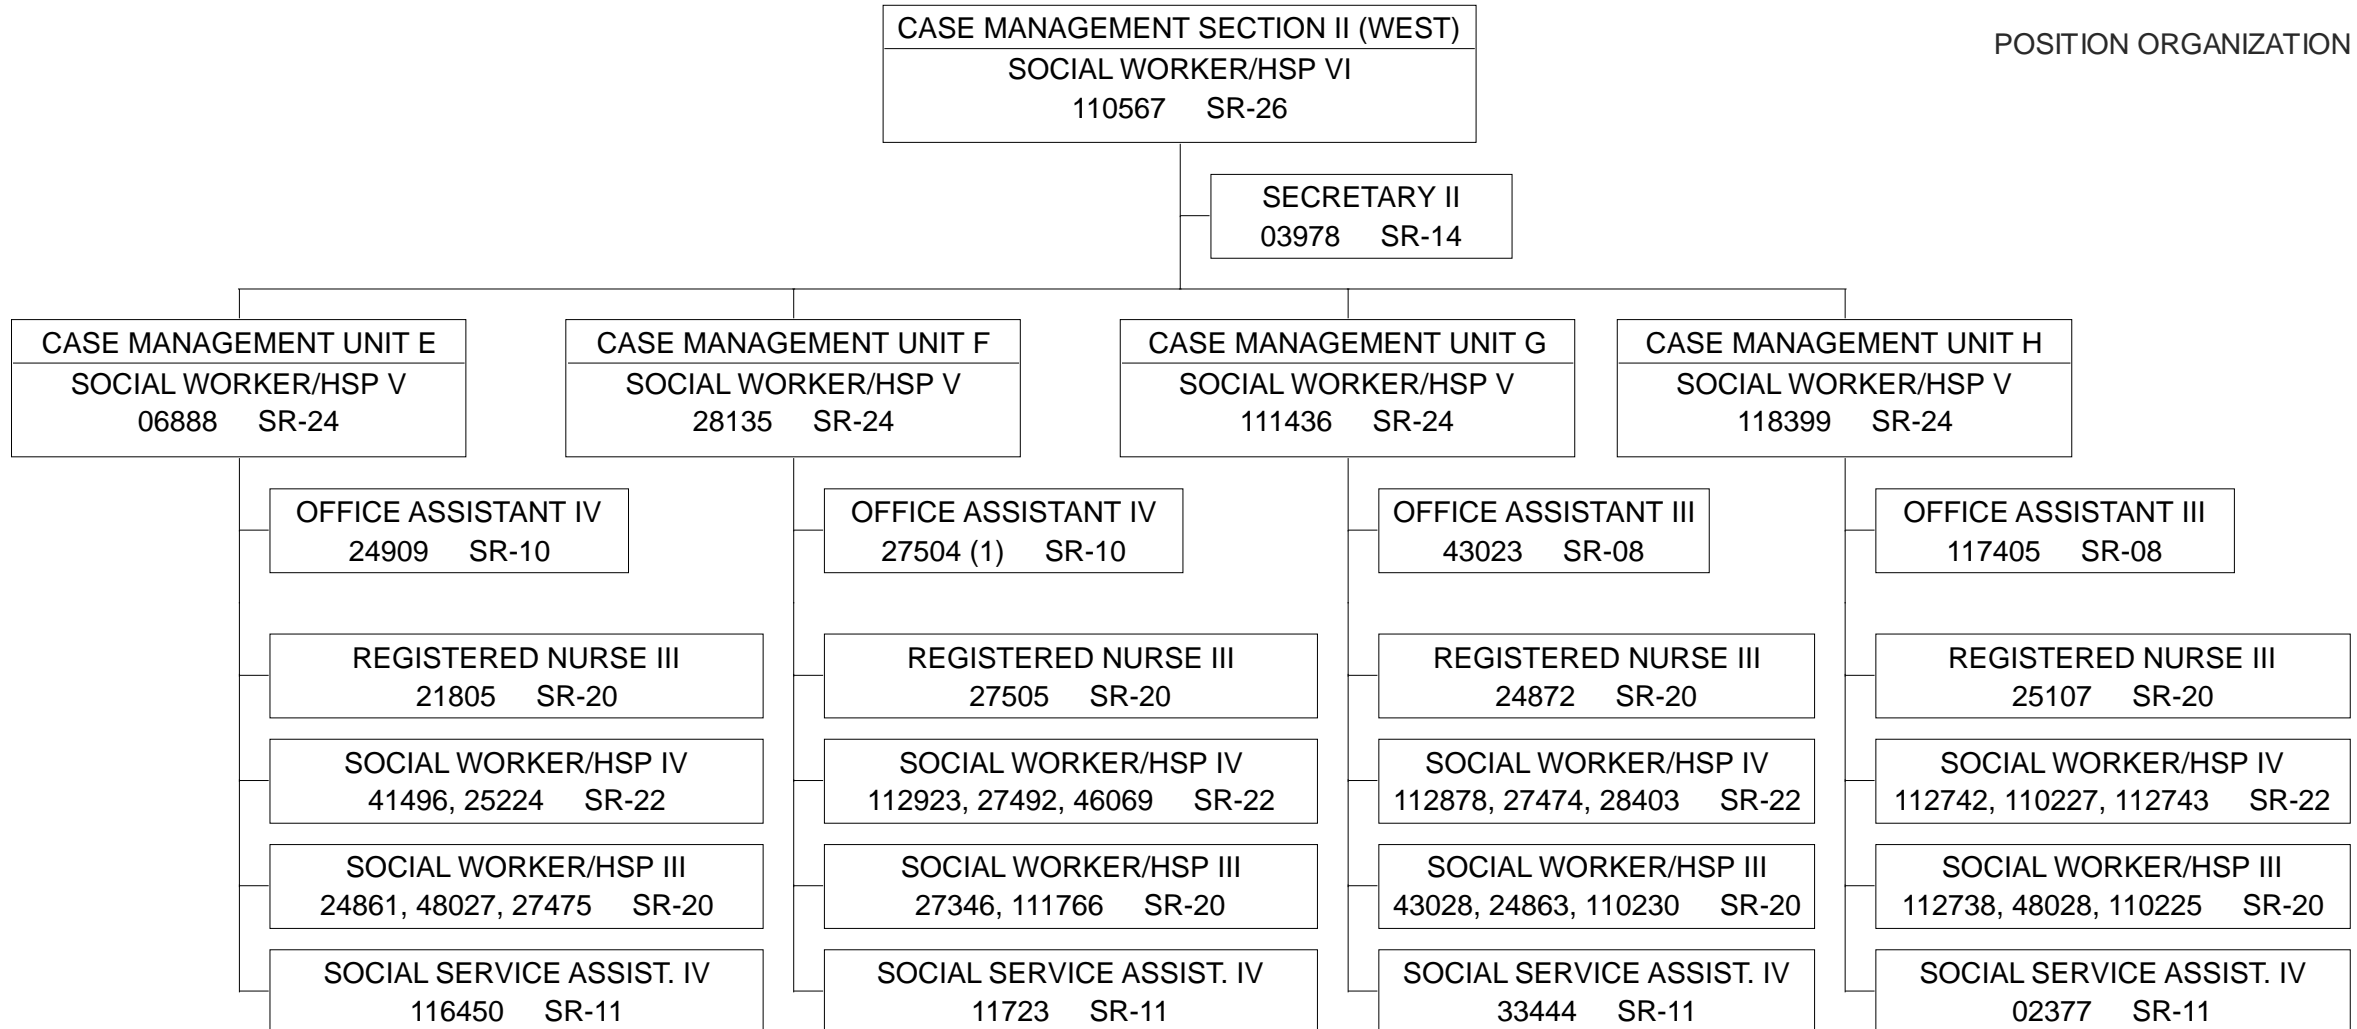 CASE MANAGEMENT SECTION II (WEST)
SOCIAL WORKER/HSP VI
110567 SR-26
POSITION ORGANIZATION
SECRETARY II
03978 SR-14
CASE MANAGEMENT UNIT E
SOCIAL WORKER/HSP V
06888 SR-24
CASE MANAGEMENT UNIT F
SOCIAL WORKER/HSP V
28135 SR-24
CASE MANAGEMENT UNIT G
SOCIAL WORKER/HSP V
111436 SR-24
CASE MANAGEMENT UNIT H
SOCIAL WORKER/HSP V
118399 SR-24
OFFICE ASSISTANT IV
24909 SR-10
OFFICE ASSISTANT IV
27504 (1) SR-10
OFFICE ASSISTANT III
43023 SR-08
OFFICE ASSISTANT III
117405 SR-08
REGISTERED NURSE III
21805 SR-20
REGISTERED NURSE III
27505 SR-20
REGISTERED NURSE III
24872 SR-20
REGISTERED NURSE III
25107 SR-20
SOCIAL WORKER/HSP IV
41496, 25224 SR-22
SOCIAL WORKER/HSP IV
112923, 27492, 46069 SR-22
SOCIAL WORKER/HSP IV
112878, 27474, 28403 SR-22
SOCIAL WORKER/HSP IV
112742, 110227, 112743 SR-22
SOCIAL WORKER/HSP III
24861, 48027, 27475 SR-20
SOCIAL WORKER/HSP III
27346, 111766 SR-20
SOCIAL WORKER/HSP III
43028, 24863, 110230 SR-20
SOCIAL WORKER/HSP III
112738, 48028, 110225 SR-20
SOCIAL SERVICE ASSIST. IV
116450 SR-11
SOCIAL SERVICE ASSIST. IV
11723 SR-11
SOCIAL SERVICE ASSIST. IV
33444 SR-11
SOCIAL SERVICE ASSIST. IV
02377 SR-11